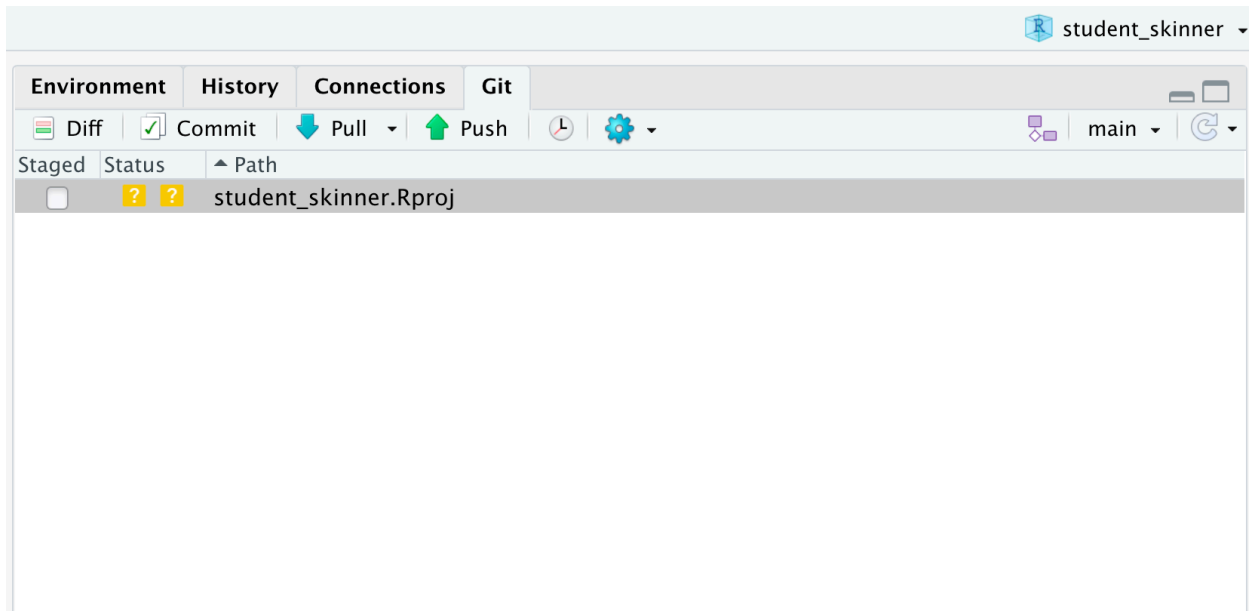 student_skinner
Environment History Connections Git
Diff Commit Pull Push main
Staged Status Path
? ? student_skinner.Rproj